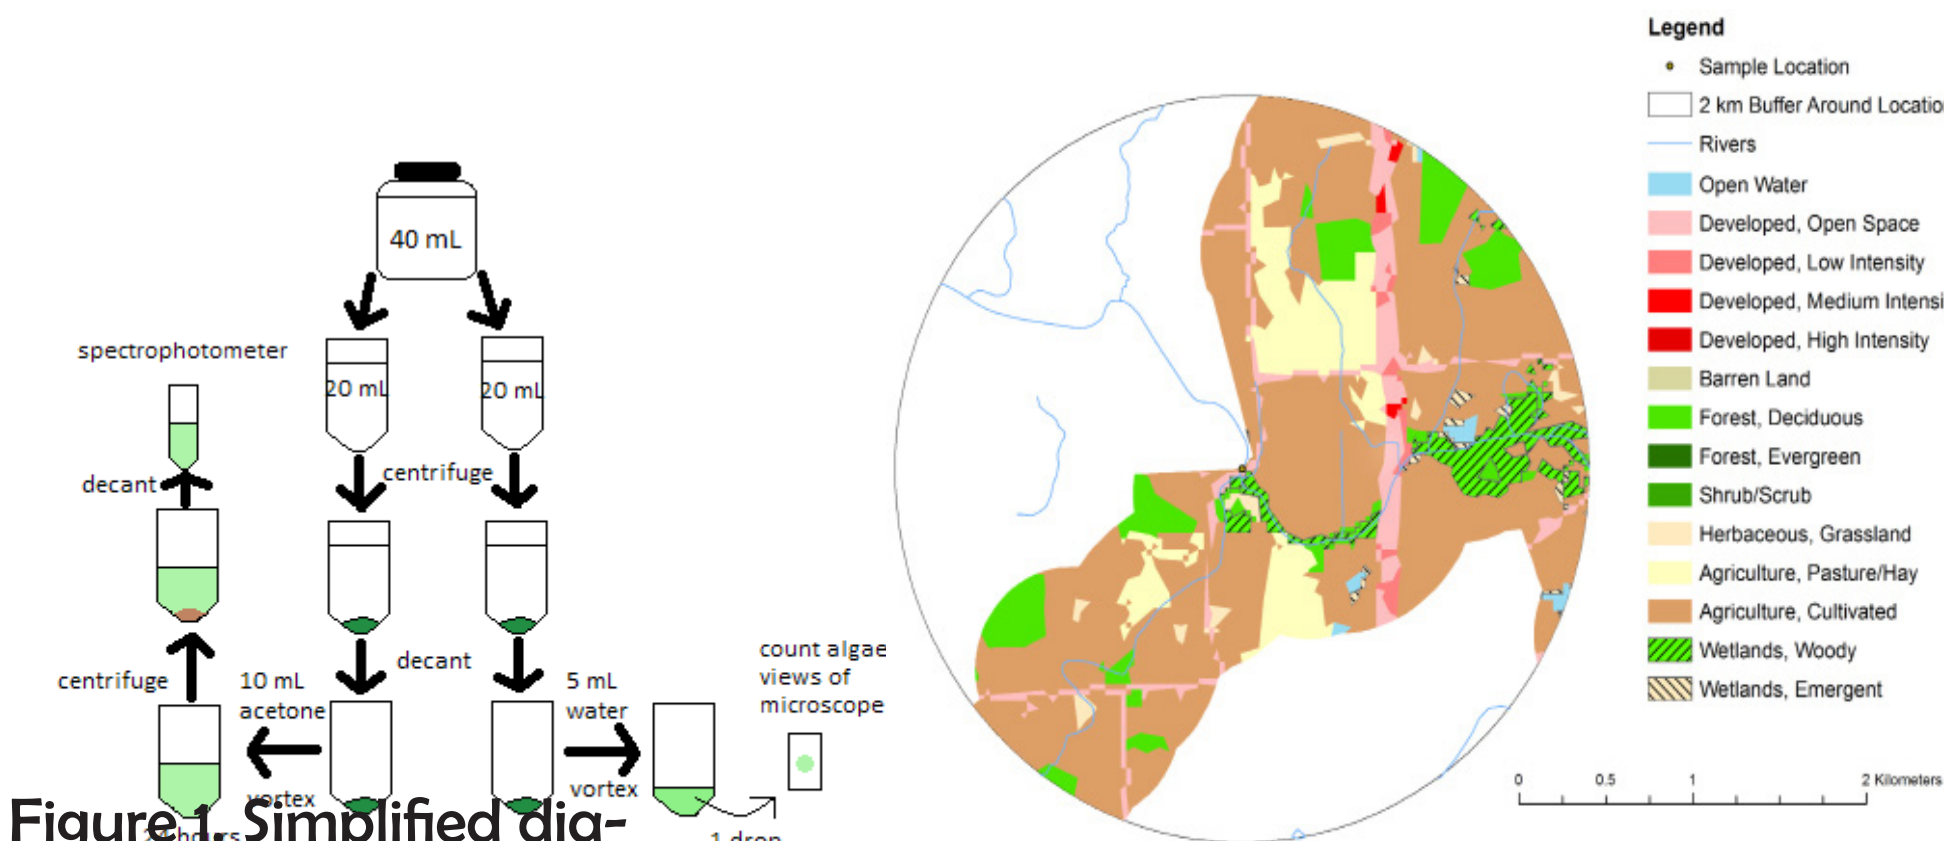 40 mL
spectrophotometer
20 mL
20 mL
centrifuge
decant
decant
centrifuge
10 mL
acetone
vortex
24 hours
5 mL
water
vortex
count algae
views of
microscope
1 drop
Figure 1. Simplified dia-
Legend
Sample Location
2 km Buffer Around Locatio
Rivers
Open Water
Developed, Open Space
Developed, Low Intensity
Developed, Medium Intensi
Developed, High Intensity
Barren Land
Forest, Deciduous
Forest, Evergreen
Shrub/Scrub
Herbaceous, Grassland
Agriculture, Pasture/Hay
Agriculture, Cultivated
Wetlands, Woody
Wetlands, Emergent
0 0.5 1 2 Kilometers